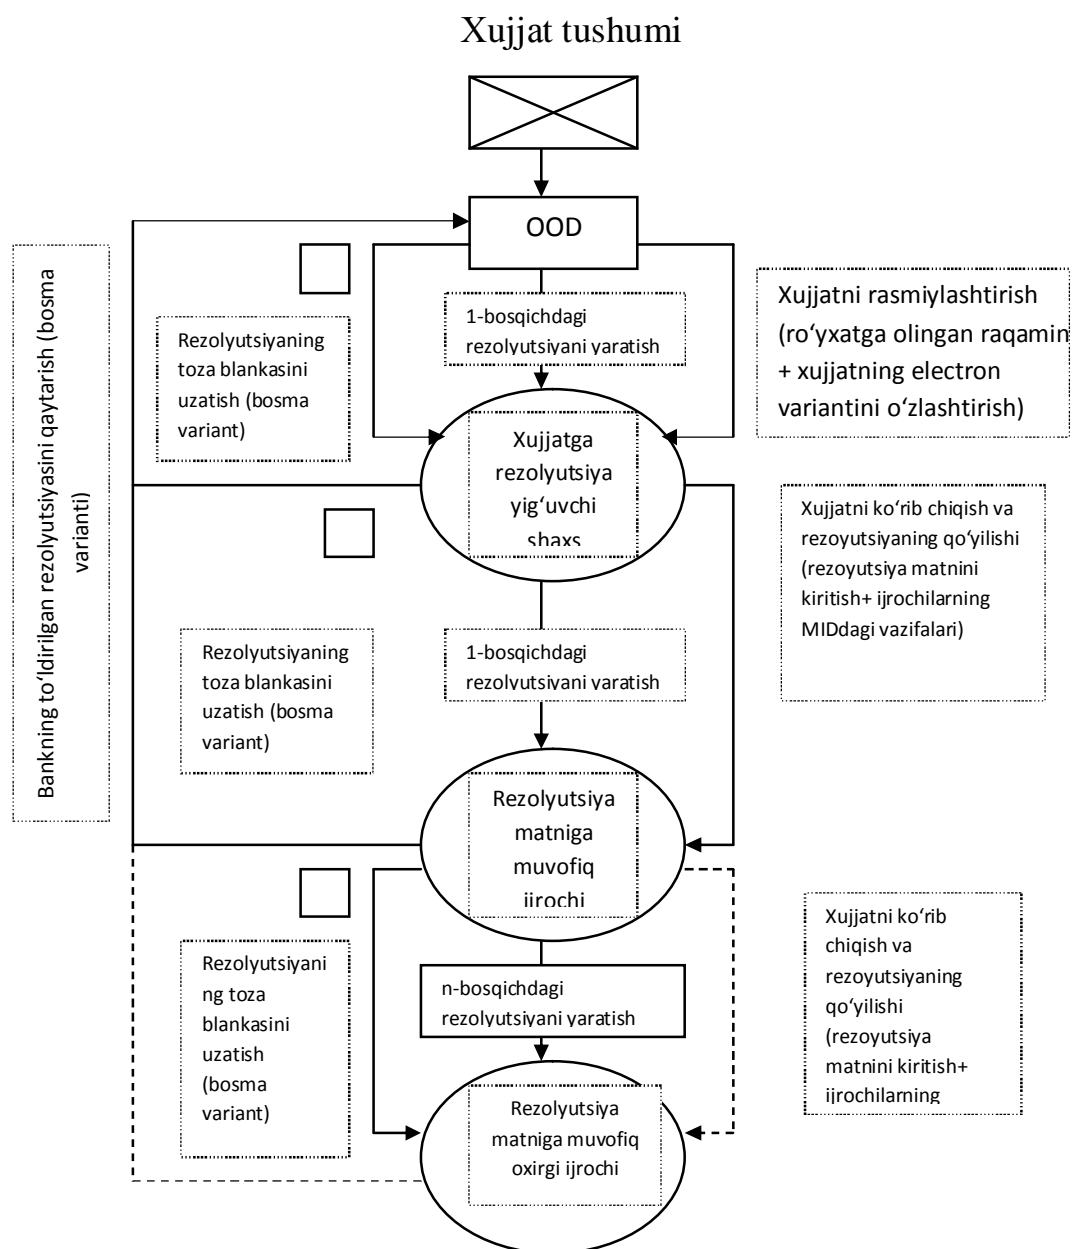 Xujjat tushumi
OOD
Bankning to‘ldirilgan rezolyutsiyasini qaytarish (bosma
varianti)
Rezolyutsiyaning
toza blankasini
uzatish (bosma
variant)
1-bosqichdagi
rezolyutsiyani yaratish
Xujjatni rasmiylashtirish
(ro‘yxatga olingan raqamin
+ xujjatning electron
variantini o‘zlashtirish)
Xujjatga
rezolyutsiya
yig‘uvchi
shaxs
Xujjatni ko‘rib chiqish va
rezoyutsiyaning qo‘yilishi
(rezoyutsiya matnini
kiritish+ ijrochilarning
MIDdagi vazifalari)
Rezolyutsiyaning
toza blankasini
uzatish (bosma
variant)
1-bosqichdagi
rezolyutsiyani yaratish
Rezolyutsiya
matniga
muvofiq
ijrochi
Rezolyutsiyani
ng toza
blankasini
uzatish
(bosma
variant)
n-bosqichdagi
rezolyutsiyani yaratish
Xujjatni ko‘rib
chiqish va
rezoyutsiyaning
qo‘yilishi
(rezoyutsiya
matnini kiritish+
ijrochilarning
Rezolyutsiya
matniga muvofiq
oxirgi ijrochi